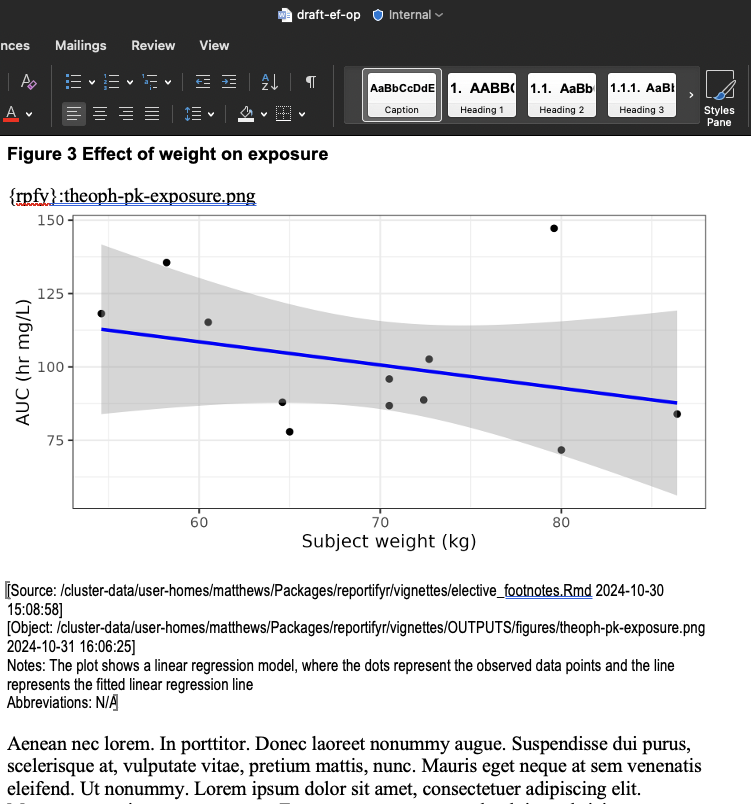 draft-ef-op Internal
nces Mailings Review View
AaBbCcDdE 1. AABB( 1.1. AaBb 1.1.1. AaBb
Caption Heading 1 Heading 2 Heading 3
Styles
Pane
Figure 3 Effect of weight on exposure
{rpfy}:theoph-pk-exposure.png
150
125
100
75
AUC (hr mg/L)
60 70 80
Subject weight (kg)
[Source: /cluster-data/user-homes/matthews/Packages/reportifyr/vignettes/elective_footnotes.Rmd 2024-10-30
15:08:58]
[Object: /cluster-data/user-homes/matthews/Packages/reportifyr/vignettes/OUTPUTS/figures/theoph-pk-exposure.png
2024-10-31 16:06:25]
Notes: The plot shows a linear regression model, where the dots represent the observed data points and the line
represents the fitted linear regression line
Abbreviations: N/A]
Aenean nec lorem. In porttitor. Donec laoreet nonummy augue. Suspendisse dui purus,
scelerisque at, vulputate vitae, pretium mattis, nunc. Mauris eget neque at sem venenatis
eleifend. Ut nonummy. Lorem ipsum dolor sit amet, consectetuer adipiscing elit.